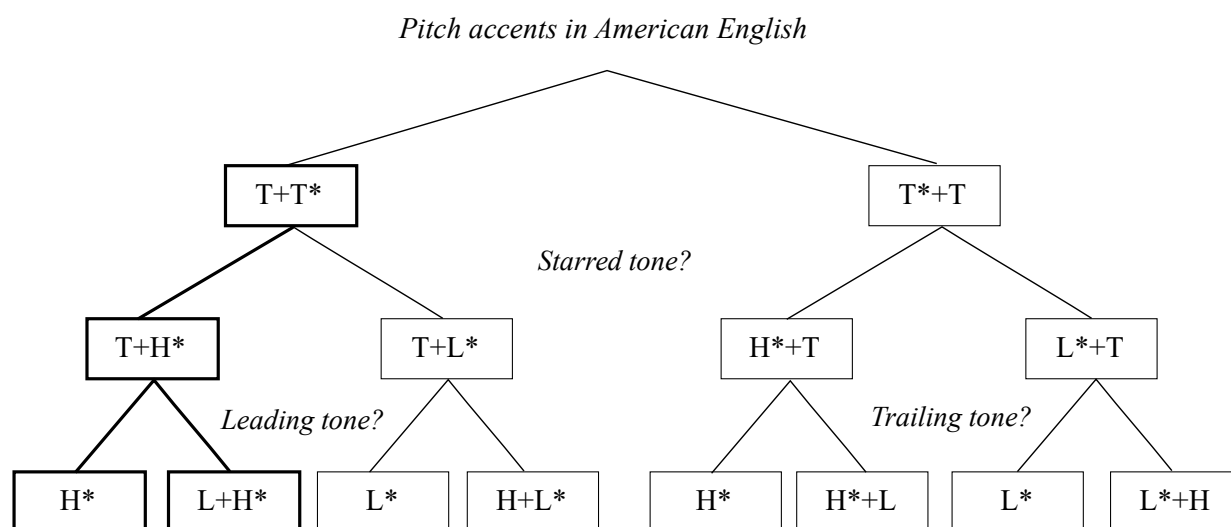 Pitch accents in American English
T+T*
T*+T
Starred tone?
T+H*
T+L*
H*+T
L*+T
Leading tone?
Trailing tone?
H*
L+H*
L*
H+L*
H*
H*+L
L*
L*+H